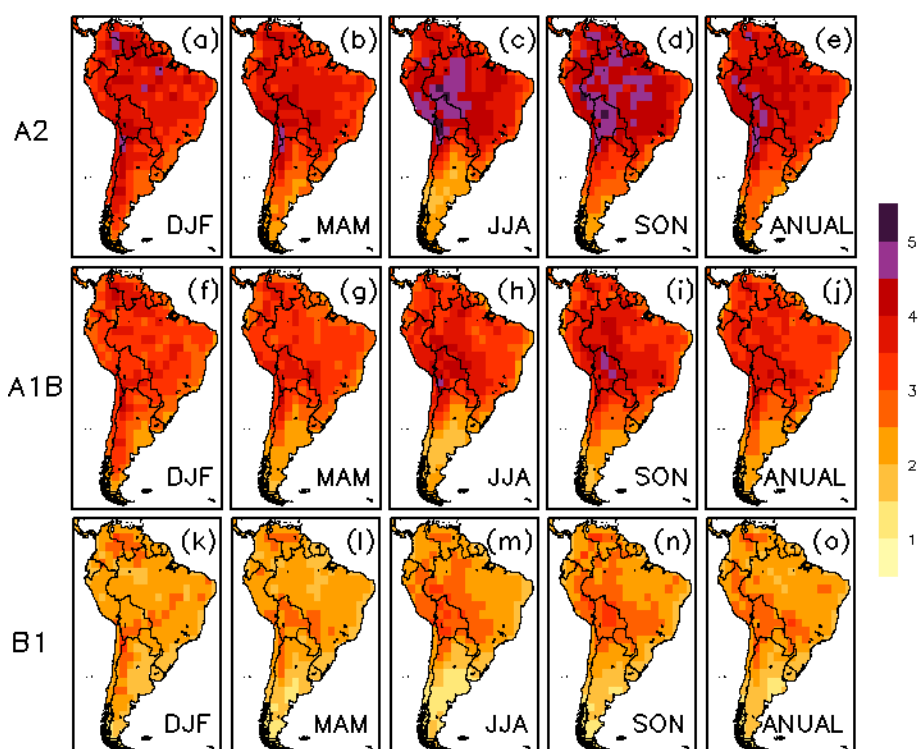 (a) (b) (c) (d) (e)
A2
DJF MAM JJA SON ANUAL
(f) (g) (h) (i) (j)
A1B
DJF MAM JJA SON ANUAL
(k) (l) (m) (n) (o)
B1
DJF MAM JJA SON ANUAL
5
4
3
2
1